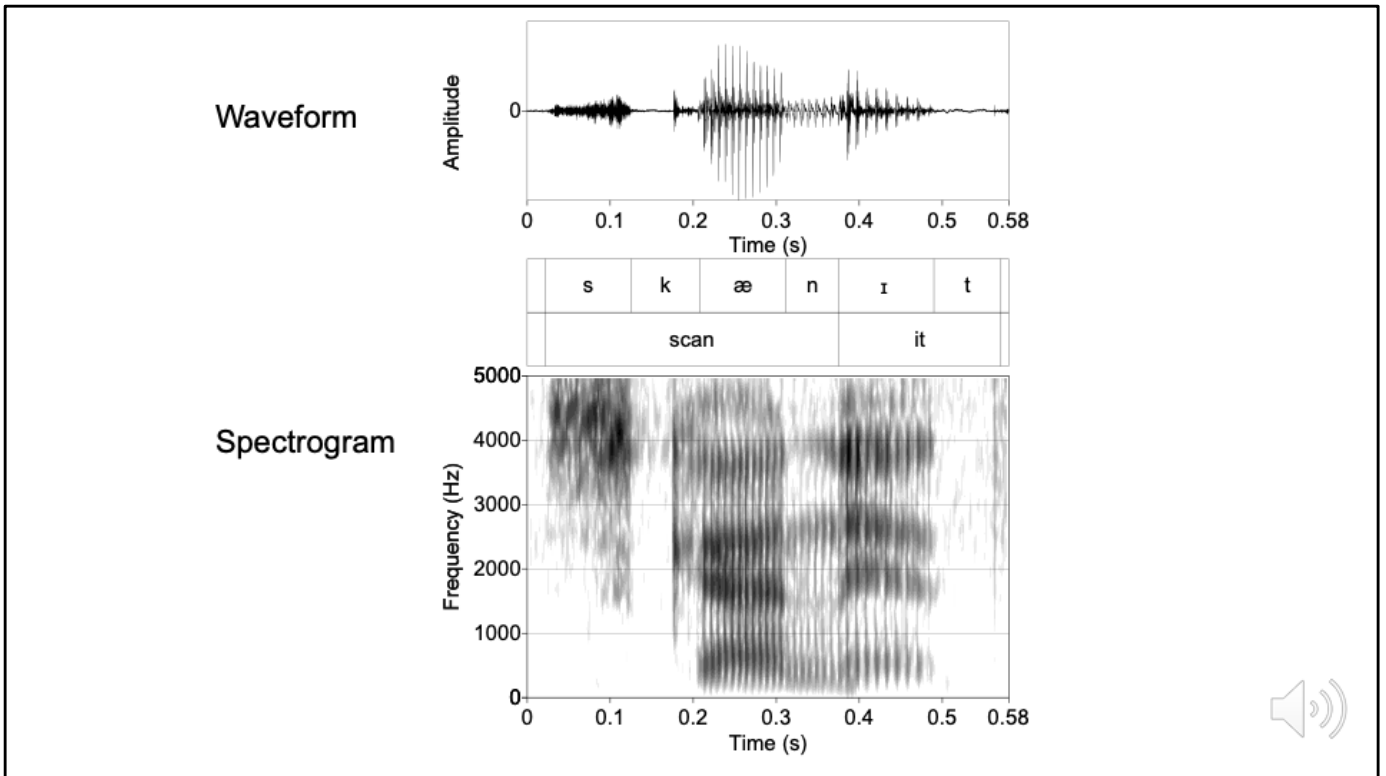 Waveform
Amplitude
0
0 0.1 0.2 0.3 0.4 0.5 0.58
Time (s)
s k æ n ɪ t
scan it
Spectrogram
Frequency (Hz)
5000
4000
3000
2000
1000
0
0 0.1 0.2 0.3 0.4 0.5 0.58
Time (s)